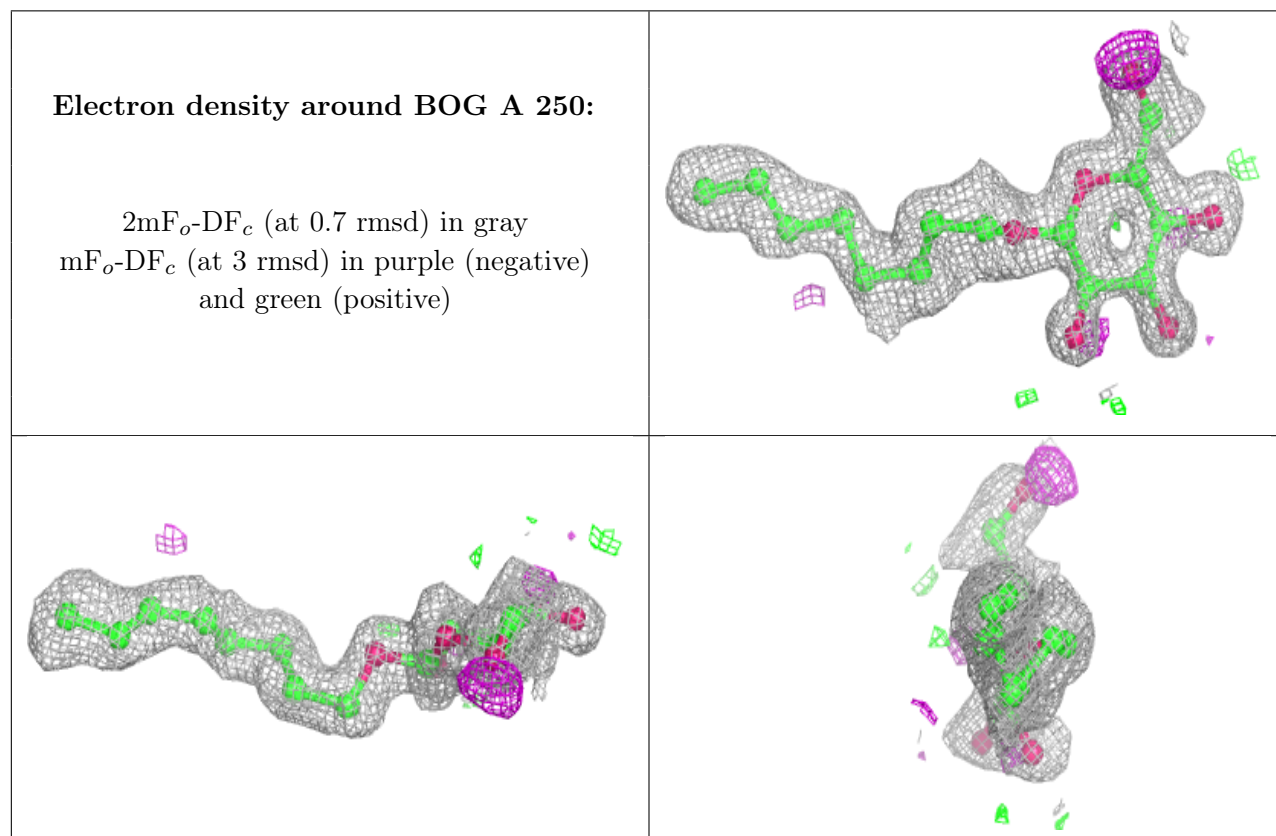 Electron density around BOG A 250:
2mFₒ-DF𝑐 (at 0.7 rmsd) in gray
mFₒ-DF𝑐 (at 3 rmsd) in purple (negative)
and green (positive)